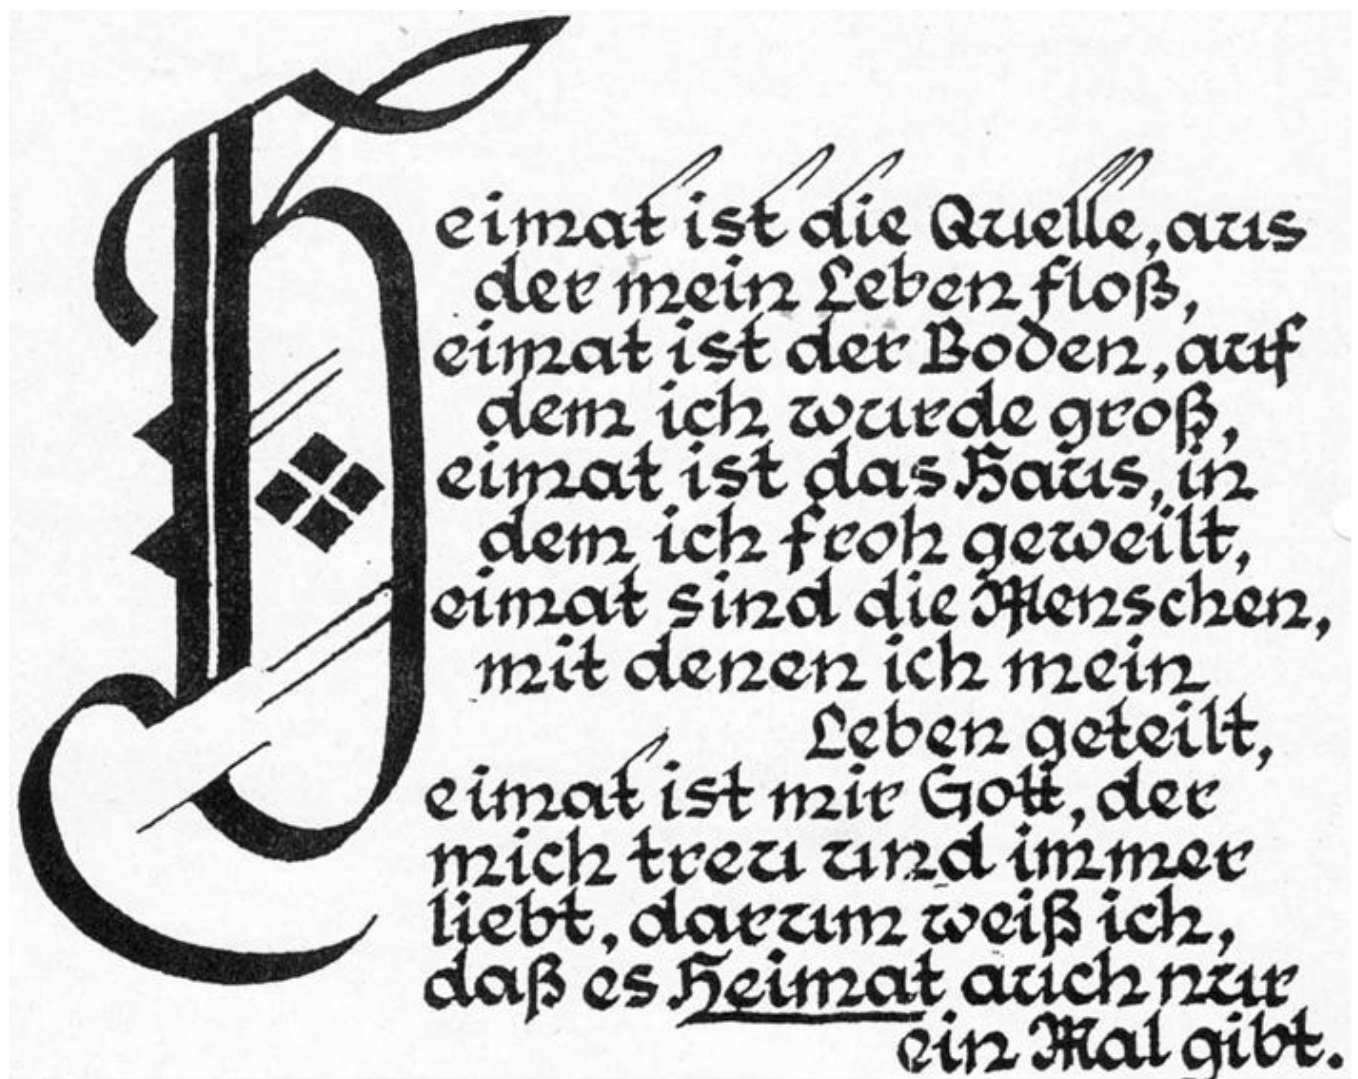 Heimat ist die Quelle, aus
der mein Leben floß,
eimat ist der Boden, auf
dem ich wurde groß,
eimat ist das Haus, in
dem ich froh geweilt,
eimat sind die Menschen,
mit denen ich mein
Leben geteilt,
eimat ist mir Gott, der
mich treu und immer
liebt, darum weiß ich,
daß es Heimat auch nur
ein Mal gibt.